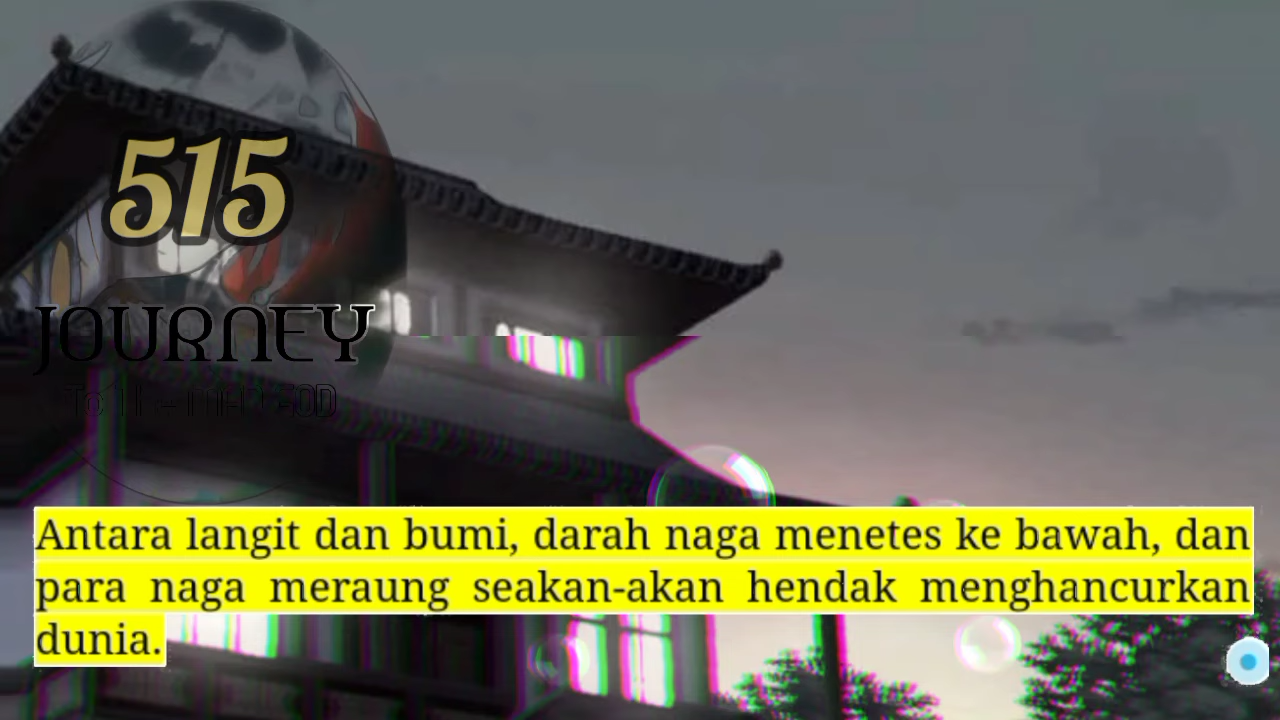 515
JOURNEY
Antara langit dan bumi, darah naga menetes ke bawah, dan
para naga meraung seakan-akan hendak menghancurkan
dunia.